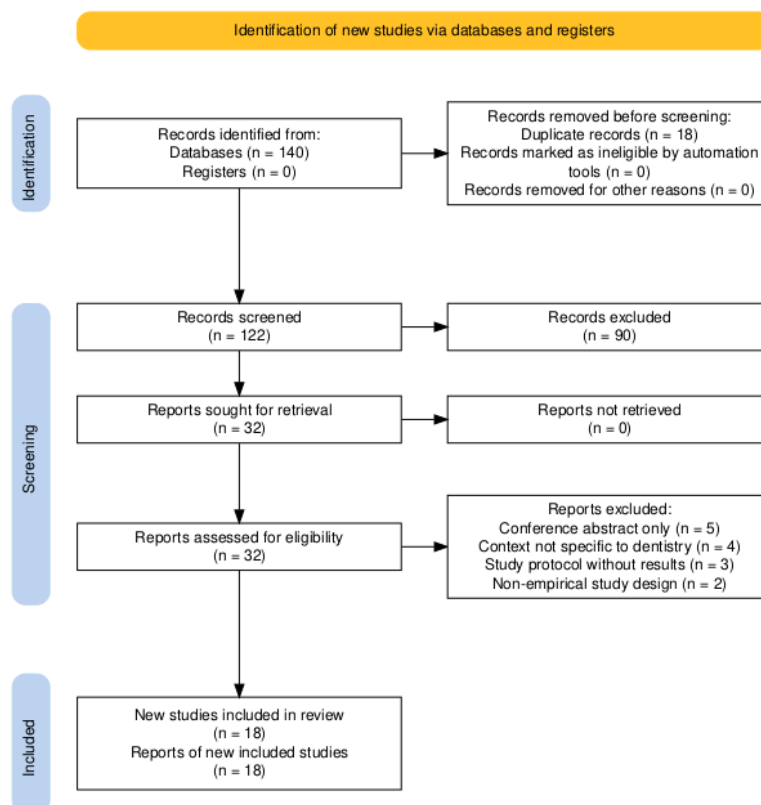 Identification of new studies via databases and registers
Identification
Records identified from:
Databases (n = 140)
Registers (n = 0)
Records removed before screening:
Duplicate records (n = 18)
Records marked as ineligible by automation
tools (n = 0)
Records removed for other reasons (n = 0)
Screening
Records screened
(n = 122)
Records excluded
(n = 90)
Reports sought for retrieval
(n = 32)
Reports not retrieved
(n = 0)
Reports assessed for eligibility
(n = 32)
Reports excluded:
Conference abstract only (n = 5)
Context not specific to dentistry (n = 4)
Study protocol without results (n = 3)
Non-empirical study design (n = 2)
Included
New studies included in review
(n = 18)
Reports of new included studies
(n = 18)